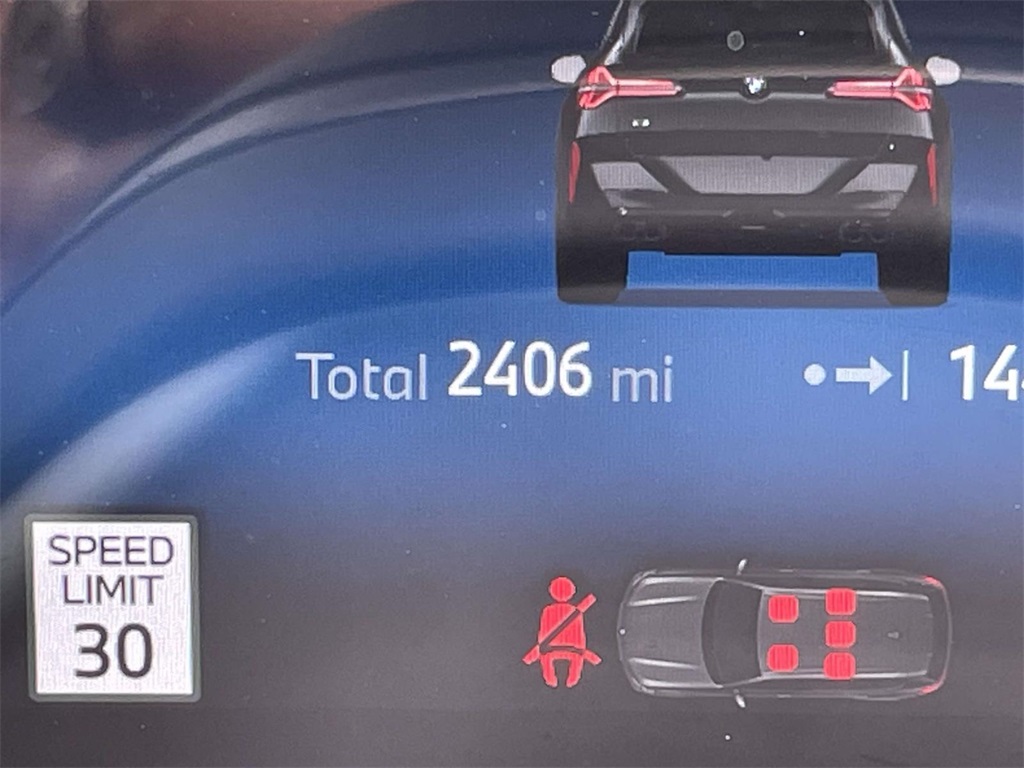 Total 2406 mi
SPEED
LIMIT
30